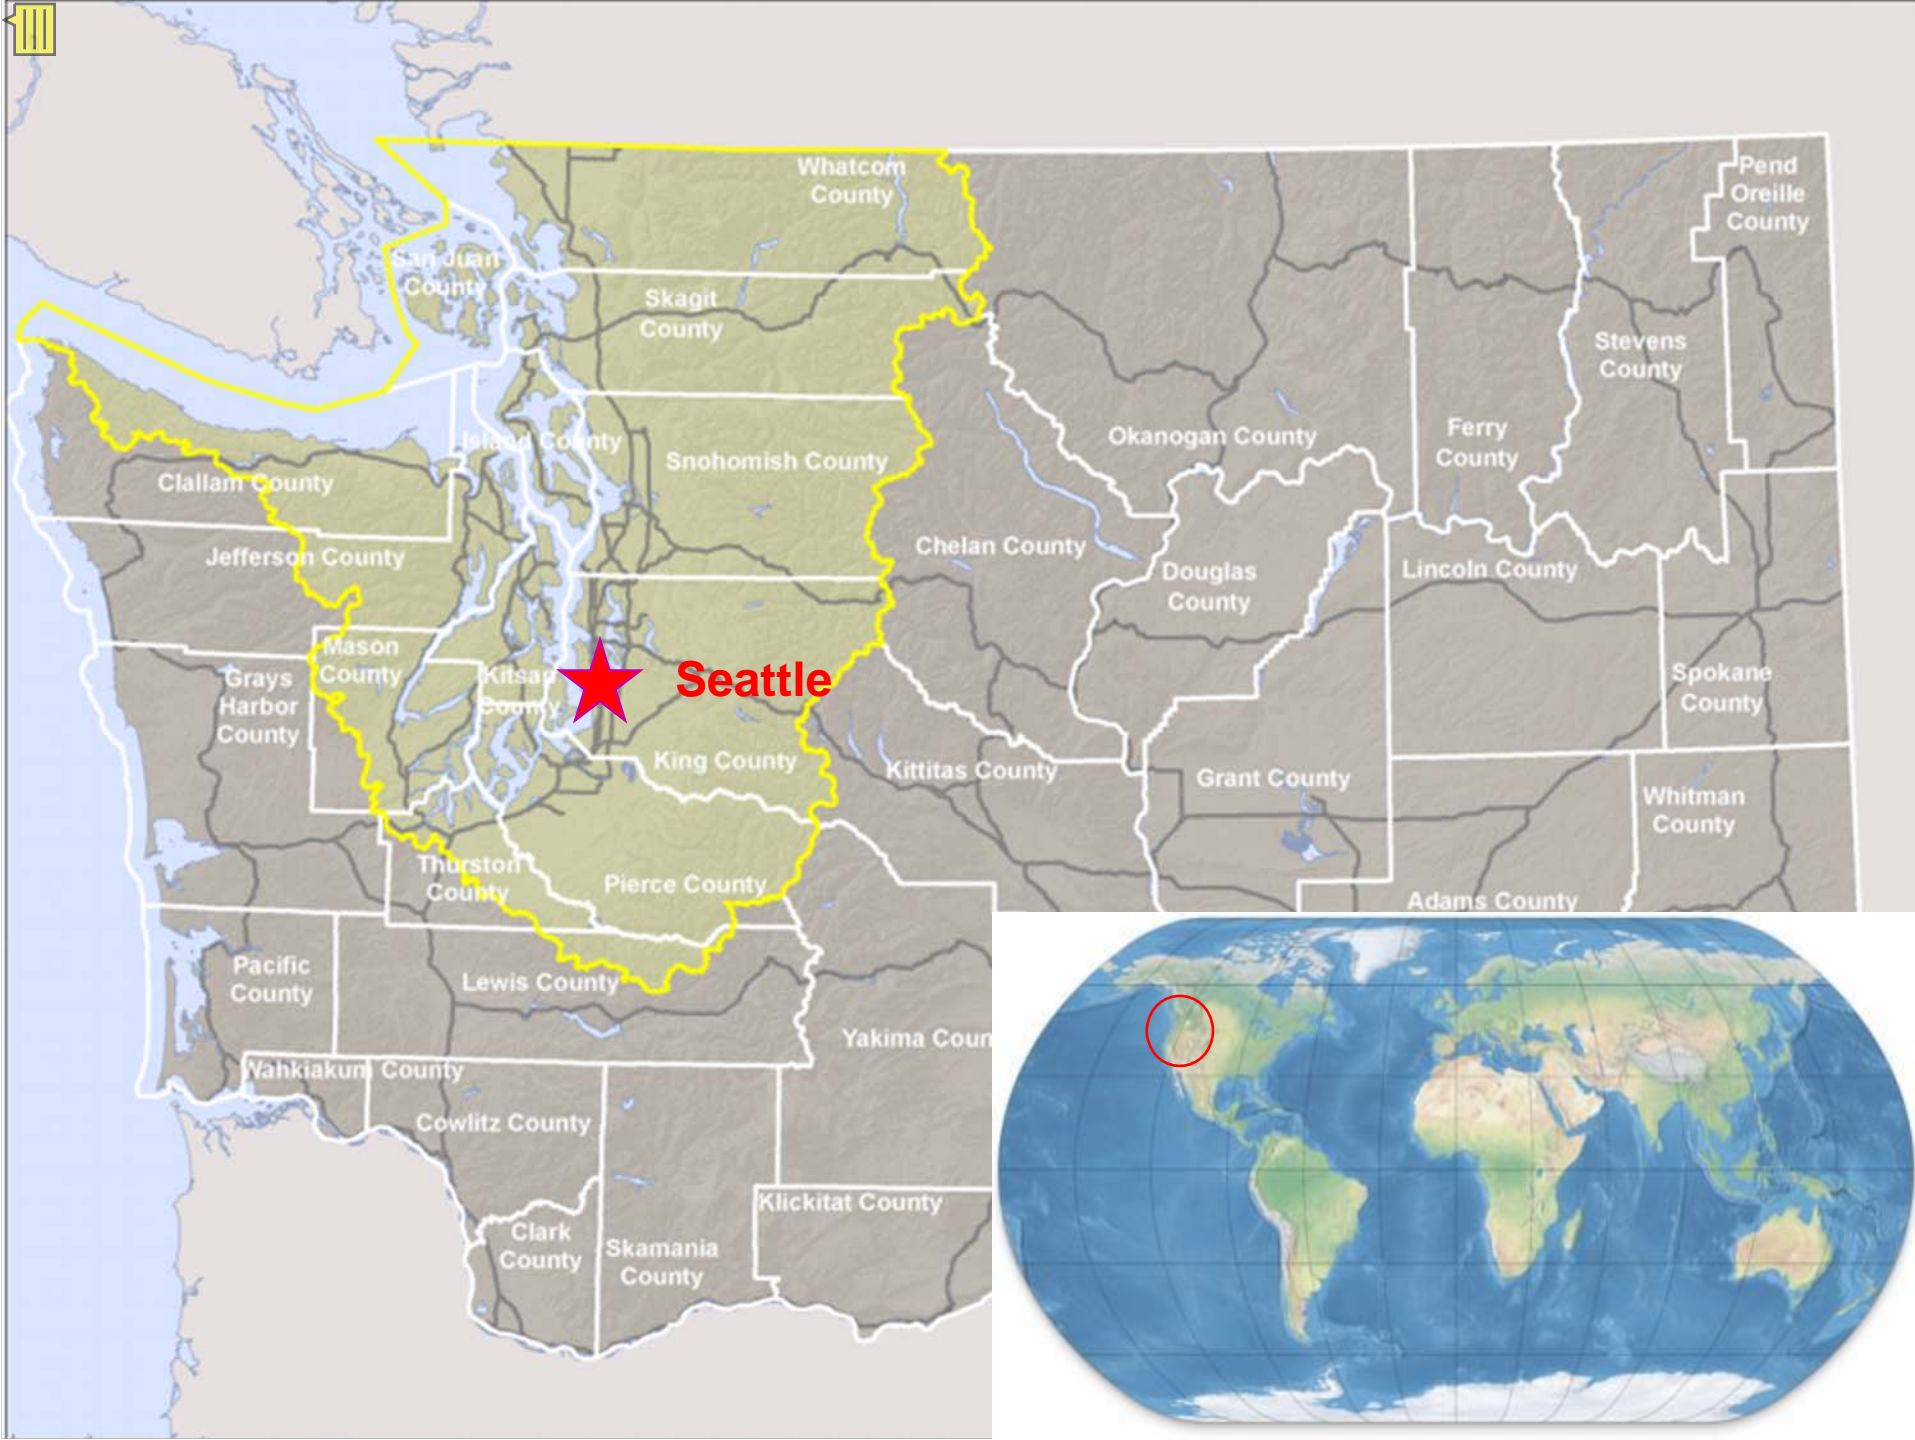 Whatcom
County
Pend
Oreille
County
San Juan
County
Skagit
County
Stevens
County
Island County
Okanogan County
Ferry
County
Snohomish County
Clallam County
Chelan County
Jefferson County
Douglas
County
Lincoln County
Mason
County
Kitsap
County
Seattle
Grays
Harbor
County
Spokane
County
King County
Kittitas County
Grant County
Whitman
County
Thurston
County
Pierce County
Adams County
Pacific
County
Lewis County
Yakima Coun
Wahkiakum County
Cowlitz County
Klickitat County
Clark
County
Skamania
County